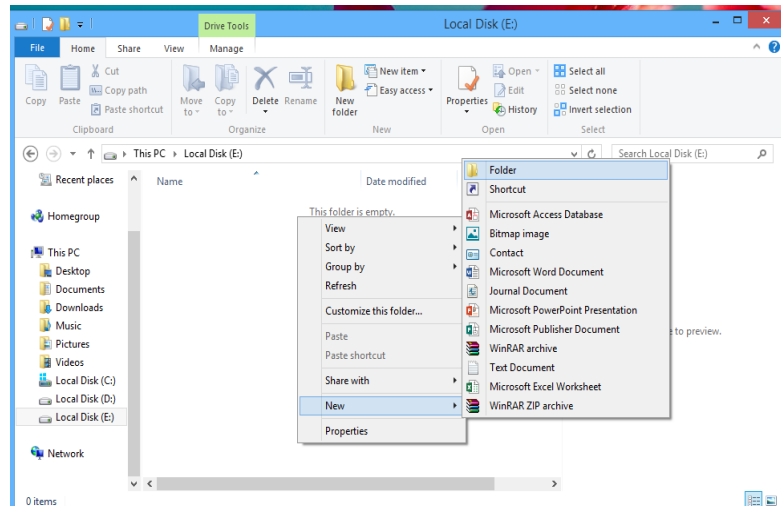 Drive Tools
Local Disk (E:)
File Home Share View Manage
Copy
Paste
Cut
Copy path
Paste shortcut
Clipboard
Move to
Copy to
Delete
Rename
Organize
New folder
New item
Easy access
New
Properties
Open
Edit
History
Open
Select all
Select none
Invert selection
Select
This PC Local Disk (E:)
Search Local Disk (E:)
Recent places
Homegroup
This PC
Desktop
Documents
Downloads
Music
Pictures
Videos
Local Disk (C:)
Local Disk (D:)
Local Disk (E:)
Network
Name Date modified
This folder is empty.
View
Sort by
Group by
Refresh
Customize this folder...
Paste
Paste shortcut
Share with
New
Properties
Folder
Shortcut
Microsoft Access Database
Bitmap image
Contact
Microsoft Word Document
Journal Document
Microsoft PowerPoint Presentation
Microsoft Publisher Document
WinRAR archive
Text Document
Microsoft Excel Worksheet
WinRAR ZIP archive
to preview.
0 items